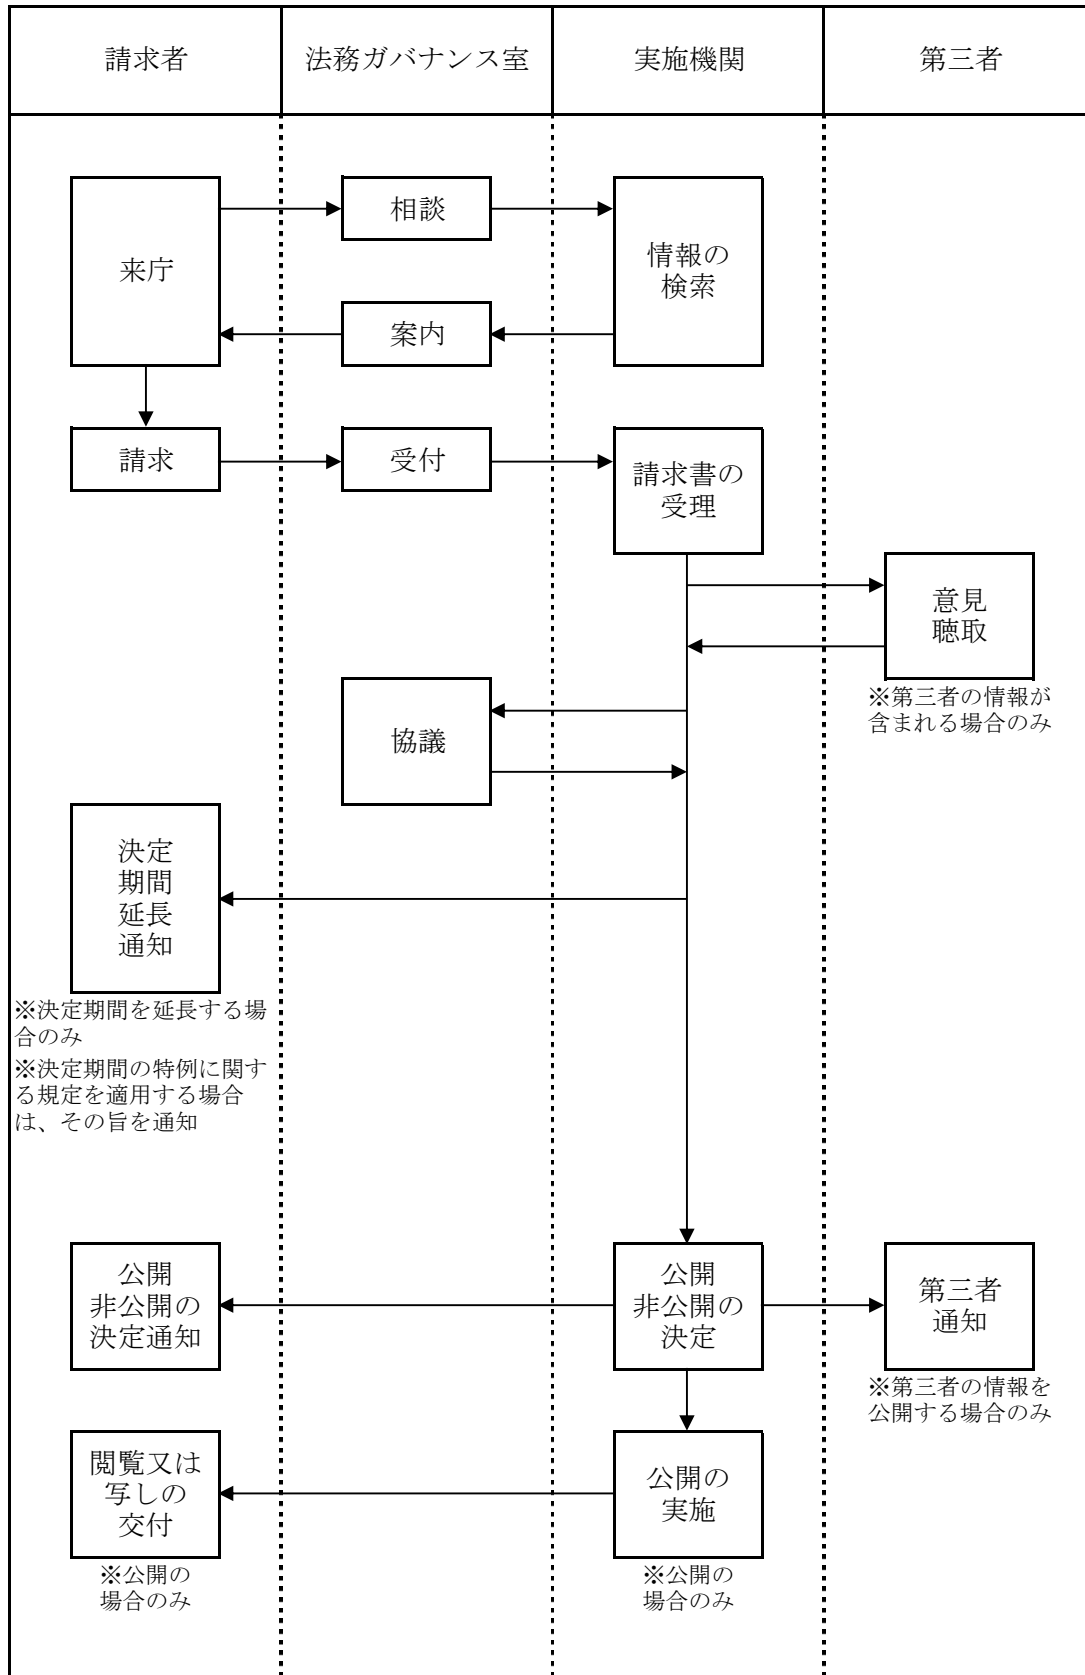 請求者
法務ガバナンス室
実施機関
第三者
来庁
相談
情報の
検索
案内
請求
受付
請求書の
受理
意見
聴取
※第三者の情報が
含まれる場合のみ
協議
決定
期間
延長
通知
※決定期間を延長する場
合のみ
※決定期間の特例に関す
る規定を適用する場合
は、その旨を通知
公開
非公開の
決定通知
公開
非公開の
決定
第三者
通知
※第三者の情報を
公開する場合のみ
閲覧又は
写しの
交付
※公開の
場合のみ
公開の
実施
※公開の
場合のみ